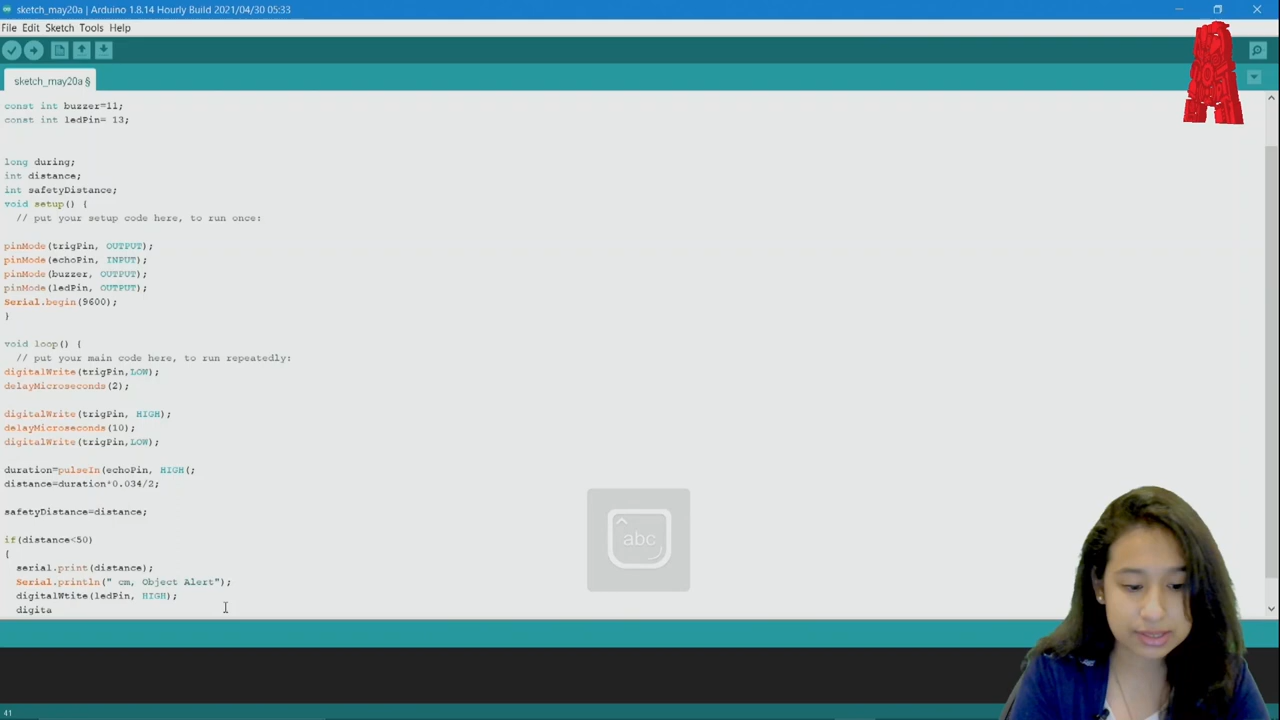 sketch_may20a | Arduino 1.8.14 Hourly Build 2021/04/30 05:33
File Edit Sketch Tools Help
sketch_may20a §
const int buzzer=11;
const int ledPin= 13;
long during;
int distance;
int safetyDistance;
void setup() {
// put your setup code here, to run once:
pinMode(trigPin, OUTPUT);
pinMode(echoPin, INPUT);
pinMode(buzzer, OUTPUT);
pinMode(ledPin, OUTPUT);
Serial.begin(9600);
}
void loop() {
// put your main code here, to run repeatedly:
digitalWrite(trigPin,LOW);
delayMicroseconds(2);
digitalWrite(trigPin, HIGH);
delayMicroseconds(10);
digitalWrite(trigPin,LOW);
duration=pulseIn(echoPin, HIGH(;
distance=duration*0.034/2;
safetyDistance=distance;
if(distance<50)
{
serial.print(distance);
Serial.println(" cm, Object Alert");
digitalWtite(ledPin, HIGH);
digita
abc
41